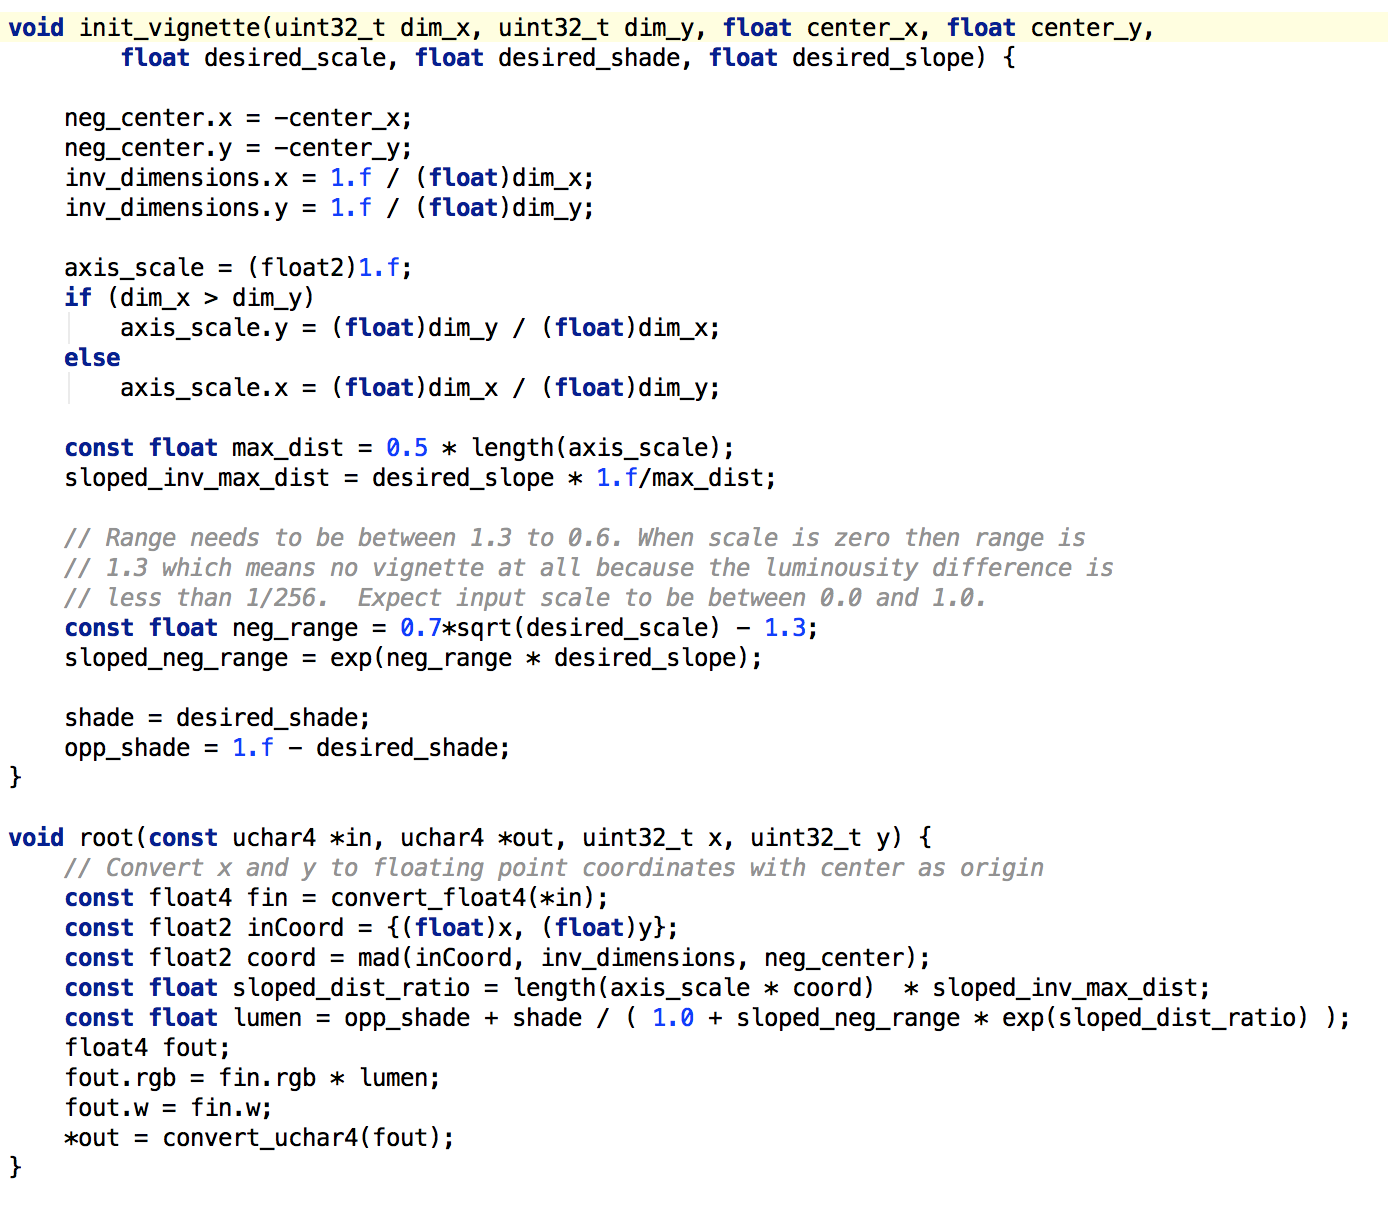 void init_vignette(uint32_t dim_x, uint32_t dim_y, float center_x, float center_y,
        float desired_scale, float desired_shade, float desired_slope) {

    neg_center.x = -center_x;
    neg_center.y = -center_y;
    inv_dimensions.x = 1.f / (float)dim_x;
    inv_dimensions.y = 1.f / (float)dim_y;

    axis_scale = (float2)1.f;
    if (dim_x > dim_y)
        axis_scale.y = (float)dim_y / (float)dim_x;
    else
        axis_scale.x = (float)dim_x / (float)dim_y;

    const float max_dist = 0.5 * length(axis_scale);
    sloped_inv_max_dist = desired_slope * 1.f/max_dist;

    // Range needs to be between 1.3 to 0.6. When scale is zero then range is
    // 1.3 which means no vignette at all because the luminousity difference is
    // less than 1/256.  Expect input scale to be between 0.0 and 1.0.
    const float neg_range = 0.7*sqrt(desired_scale) - 1.3;
    sloped_neg_range = exp(neg_range * desired_slope);

    shade = desired_shade;
    opp_shade = 1.f - desired_shade;
}

void root(const uchar4 *in, uchar4 *out, uint32_t x, uint32_t y) {
    // Convert x and y to floating point coordinates with center as origin
    const float4 fin = convert_float4(*in);
    const float2 inCoord = {(float)x, (float)y};
    const float2 coord = mad(inCoord, inv_dimensions, neg_center);
    const float sloped_dist_ratio = length(axis_scale * coord)  * sloped_inv_max_dist;
    const float lumen = opp_shade + shade / ( 1.0 + sloped_neg_range * exp(sloped_dist_ratio) );
    float4 fout;
    fout.rgb = fin.rgb * lumen;
    fout.w = fin.w;
    *out = convert_uchar4(fout);
}